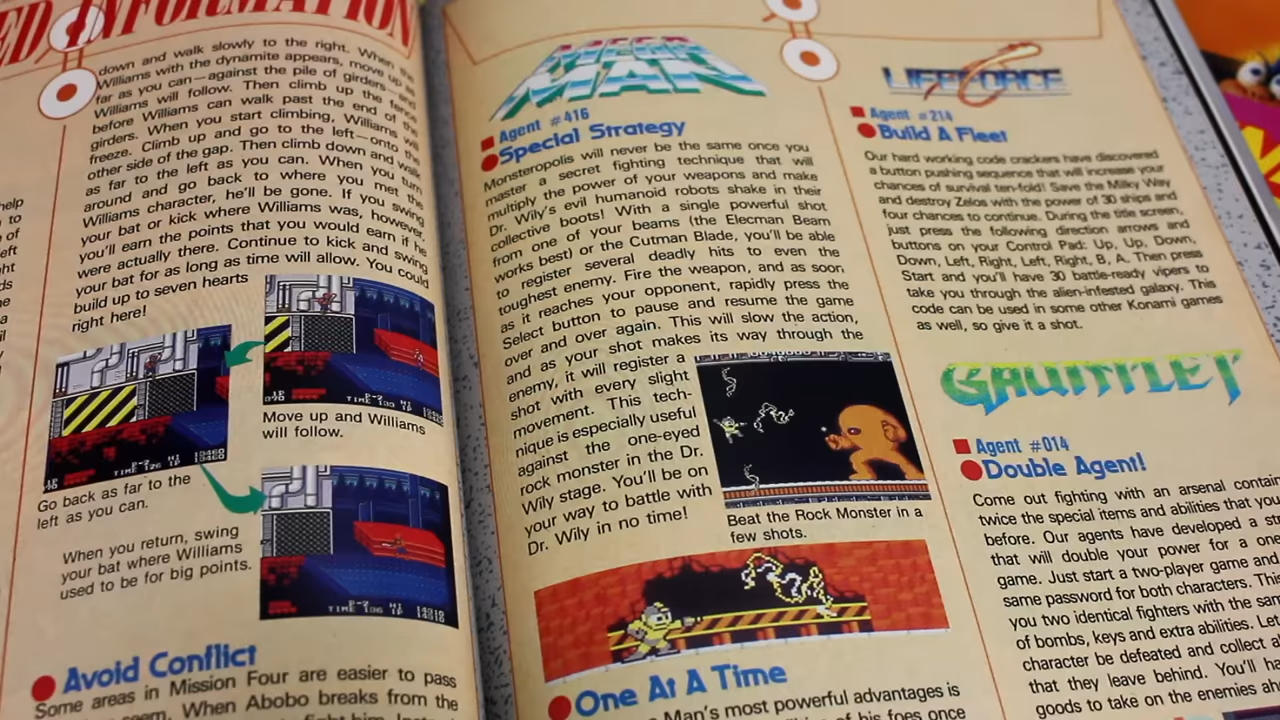 ED INFORMATION
down and walk slowly to the right. When the
Williams with the dynamite appears, move up as
far as you can—against the pile of girders—and
Williams will follow. Then climb up the fence
before Williams can walk past the end of the
girders. When you start climbing, Williams will
freeze. Climb up and go to the left—onto the
other side of the gap. Then climb down and walk
as far to the left as you can. When you turn
around and go back to where you met the
Williams character, he'll be gone. If you swing
your bat or kick where Williams was, however,
you'll earn the points that you would earn if he
were actually there. Continue to kick and swing
your bat for as long as time will allow. You could
build up to seven hearts
right here!
Move up and Williams
will follow.
Go back as far to the
left as you can.
When you return, swing
your bat where Williams
used to be for big points.
Avoid Conflict
Some areas in Mission Four are easier to pass
seem. When Abobo breaks from the
help
to
of
MEGA
MAN
Agent #416
Special Strategy
Monsteropolis will never be the same once you
master a secret fighting technique that will
multiply the power of your weapons and make
Dr. Wily's evil humanoid robots shake in their
collective boots! With a single powerful shot
from one of your beams (the Elecman Beam
works best) or the Cutman Blade, you'll be able
to register several deadly hits to even the
toughest enemy. Fire the weapon, and as soon
as it reaches your opponent, rapidly press the
Select button to pause and resume the game
over and over again. This will slow the action,
and as your shot makes its way through the
enemy, it will register a
shot with every slight
movement. This tech-
nique is especially useful
against the one-eyed
rock monster in the Dr.
Wily stage. You'll be on
your way to battle with
Dr. Wily in no time!
Beat the Rock Monster in a
few shots.
One At A Time
Man's most powerful advantages is
of his foes once
LIFEFORCE
Agent #214
Build A Fleet
Our hard working code crackers have discovered
a button pushing sequence that will increase your
chances of survival ten-fold! Save the Milky Way
and destroy Zelos with the power of 30 ships and
four chances to continue. During the title screen,
just press the following direction arrows and
buttons on your Control Pad: Up, Up, Down,
Down, Left, Right, Left, Right, B, A. Then press
Start and you'll have 30 battle-ready vipers to
take you through the alien-infested galaxy. This
code can be used in some other Konami games
as well, so give it a shot.
GAUNTLET
Agent #014
Double Agent!
Come out fighting with an arsenal contain
twice the special items and abilities that you
before. Our agents have developed a st
that will double your power for a one
game. Just start a two-player game and
same password for both characters. Thi
you two identical fighters with the sam
of bombs, keys and extra abilities. Let
character be defeated and collect a
that they leave behind. You'll ha
goods to take on the enemies ah